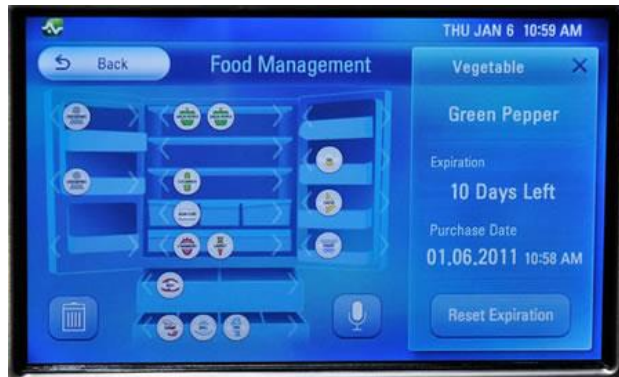 THU JAN 6 10:59 AM
Back
Food Management
Vegetable
Green Pepper
Expiration
10 Days Left
Purchase Date
01.06.2011 10:58 AM
Reset Expiration